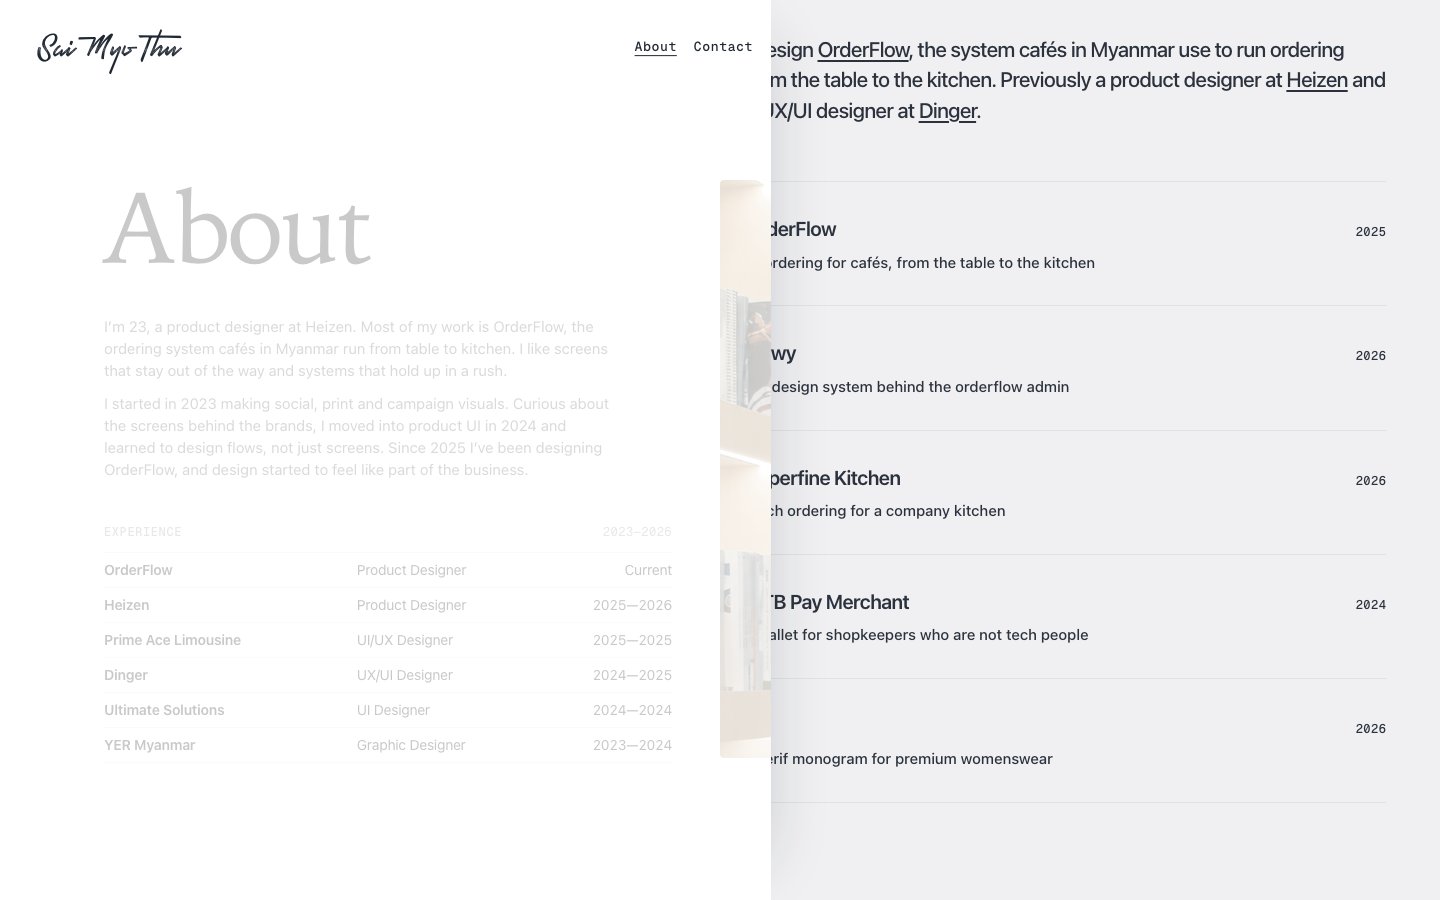 Sai Myo Thu
About Contact
About
I'm 23, a product designer at Heizen. Most of my work is OrderFlow, the
ordering system cafés in Myanmar run from table to kitchen. I like screens
that stay out of the way and systems that hold up in a rush.
I started in 2023 making social, print and campaign visuals. Curious about
the screens behind the brands, I moved into product UI in 2024 and
learned to design flows, not just screens. Since 2025 I've been designing
OrderFlow, and design started to feel like part of the business.
EXPERIENCE 2023—2026
OrderFlow Product Designer Current
Heizen Product Designer 2025—2026
Prime Ace Limousine UI/UX Designer 2025—2025
Dinger UX/UI Designer 2024—2025
Ultimate Solutions UI Designer 2024—2024
YER Myanmar Graphic Designer 2023—2024
esign OrderFlow, the system cafés in Myanmar use to run ordering
m the table to the kitchen. Previously a product designer at Heizen and
UX/UI designer at Dinger.
derFlow 2025
ordering for cafés, from the table to the kitchen
wy 2026
design system behind the orderflow admin
perfine Kitchen 2026
ch ordering for a company kitchen
TB Pay Merchant 2024
allet for shopkeepers who are not tech people
2026
erif monogram for premium womenswear